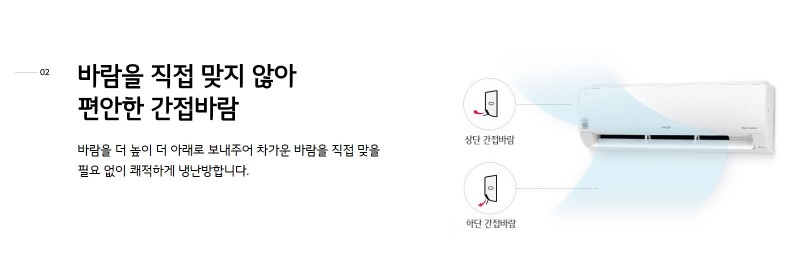 02
바람을 직접 맞지 않아
편안한 간접바람
바람을 더 높이 더 아래로 보내주어 차가운 바람을 직접 맞을
필요 없이 쾌적하게 냉난방합니다.
상단 간접바람
하단 간접바람